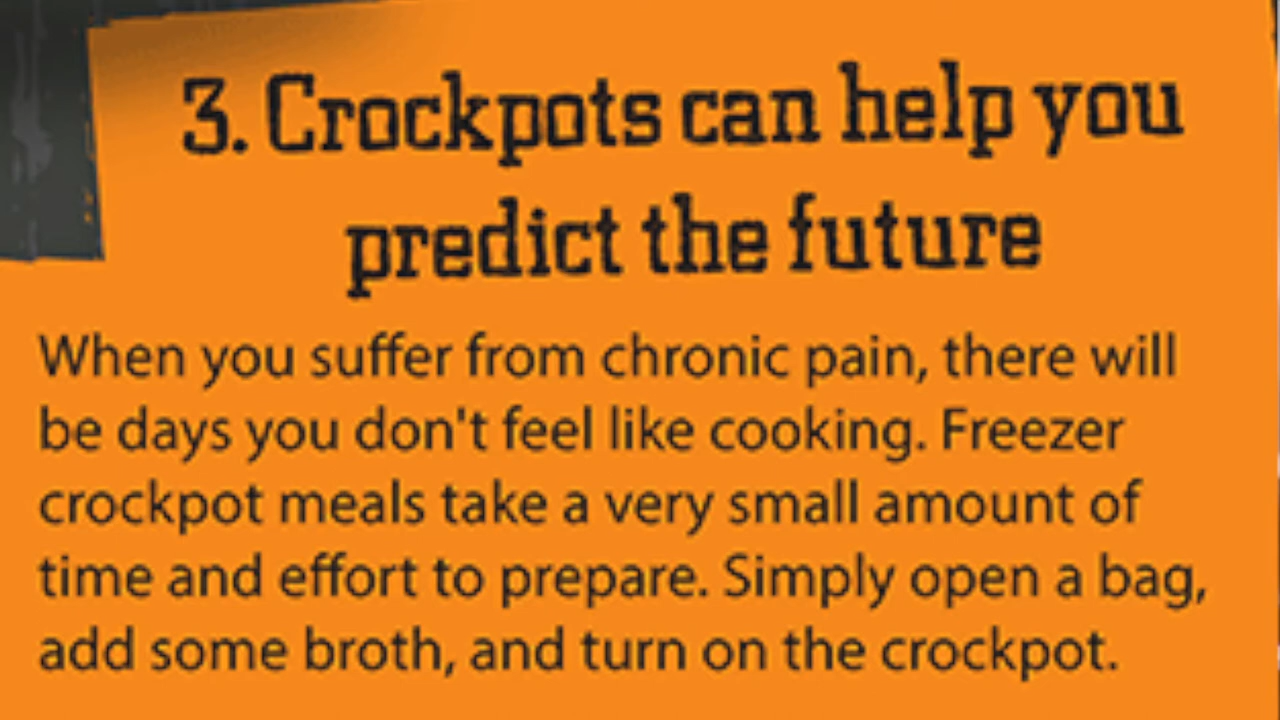 3. Crockpots can help you
predict the future
When you suffer from chronic pain, there will
be days you don't feel like cooking. Freezer
crockpot meals take a very small amount of
time and effort to prepare. Simply open a bag,
add some broth, and turn on the crockpot.